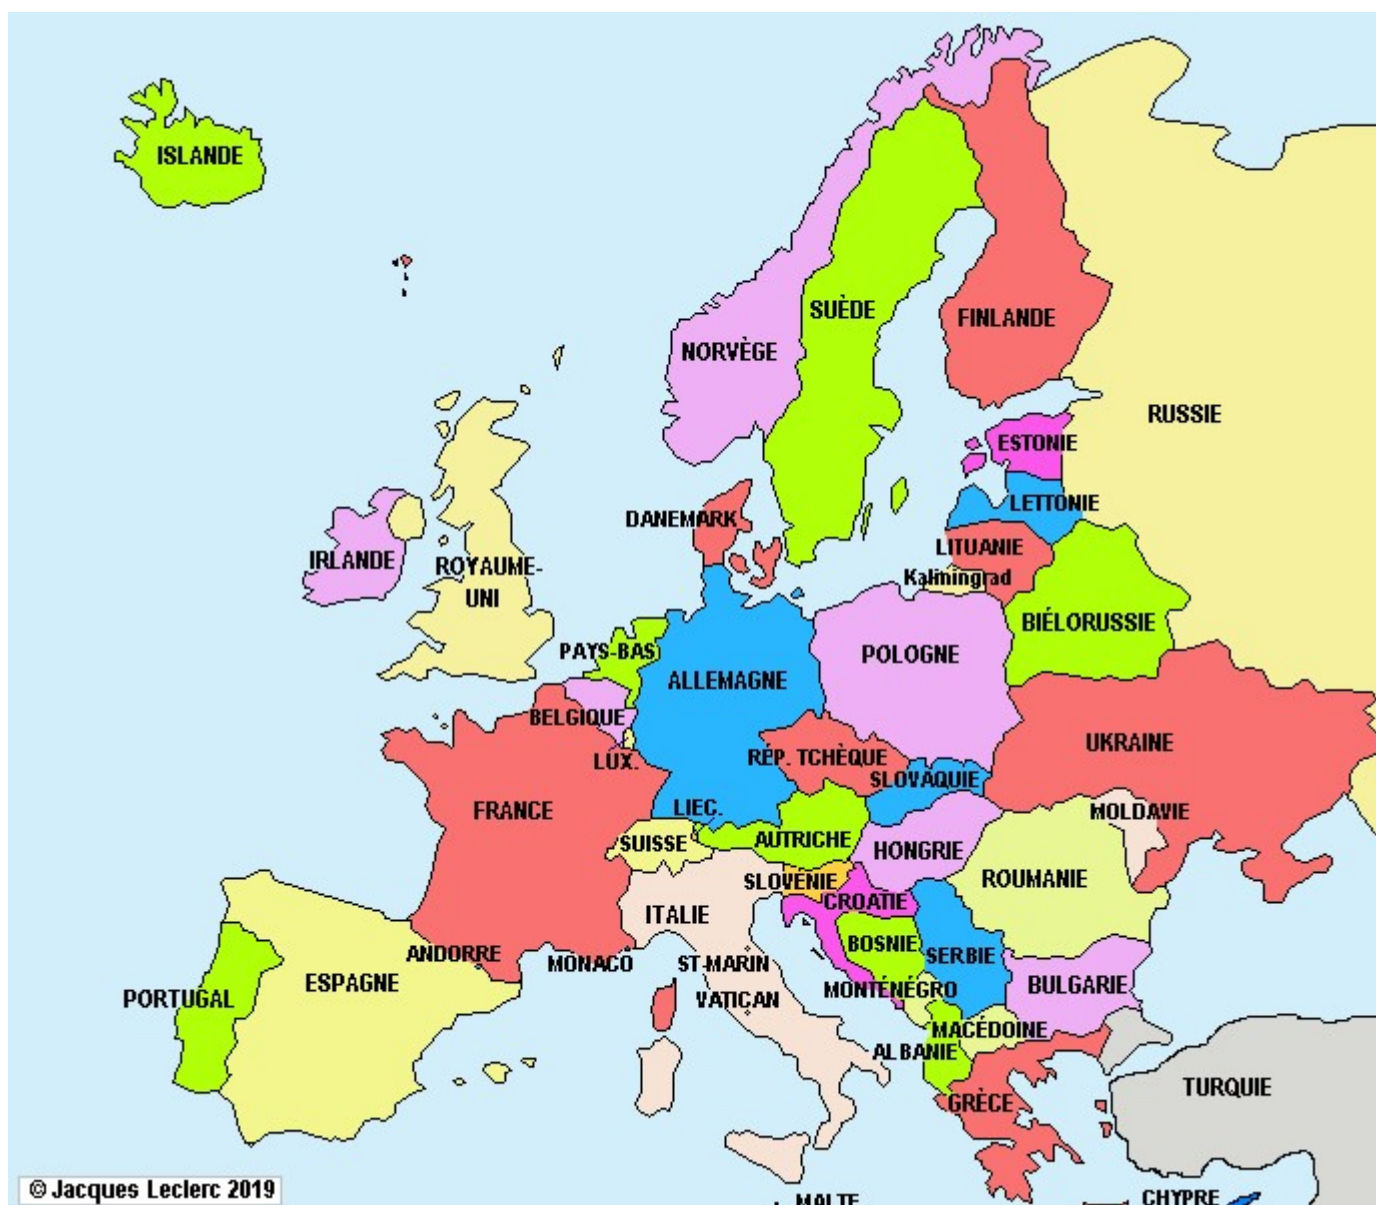 ISLANDE
SUÈDE
FINLANDE
NORVÈGE
RUSSIE
ESTONIE
LETTONIE
DANEMARK
LITUANIE
IRLANDE
ROYAUME-
UNI
Kaliningrad
BIÉLORUSSIE
PAYS-BAS
POLOGNE
ALLEMAGNE
BELGIQUE
UKRAINE
LUX.
RÉP. TCHÈQUE
SLOVAQUIE
FRANCE
LIEC.
MOLDAVIE
SUISSE
AUTRICHE
HONGRIE
SLOVÉNIE
ROUMANIE
CROATIE
ITALIE
BOSNIE
ANDORRE
MONACO
ST-MARIN
SERBIE
ESPAGNE
PORTUGAL
VATICAN
MONTÉNÉGRO
BULGARIE
MACÉDOINE
ALBANIE
GRÈCE
TURQUIE
© Jacques Leclerc 2019
MALTE
CHYPRE